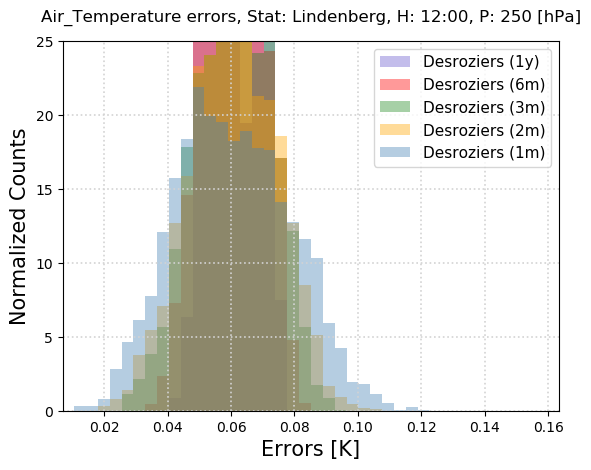 Air_Temperature errors, Stat: Lindenberg, H: 12:00, P: 250 [hPa]
25
20
15
10
5
0
Normalized Counts
Desroziers (1y)
Desroziers (6m)
Desroziers (3m)
Desroziers (2m)
Desroziers (1m)
0.02 0.04 0.06 0.08 0.10 0.12 0.14 0.16
Errors [K]